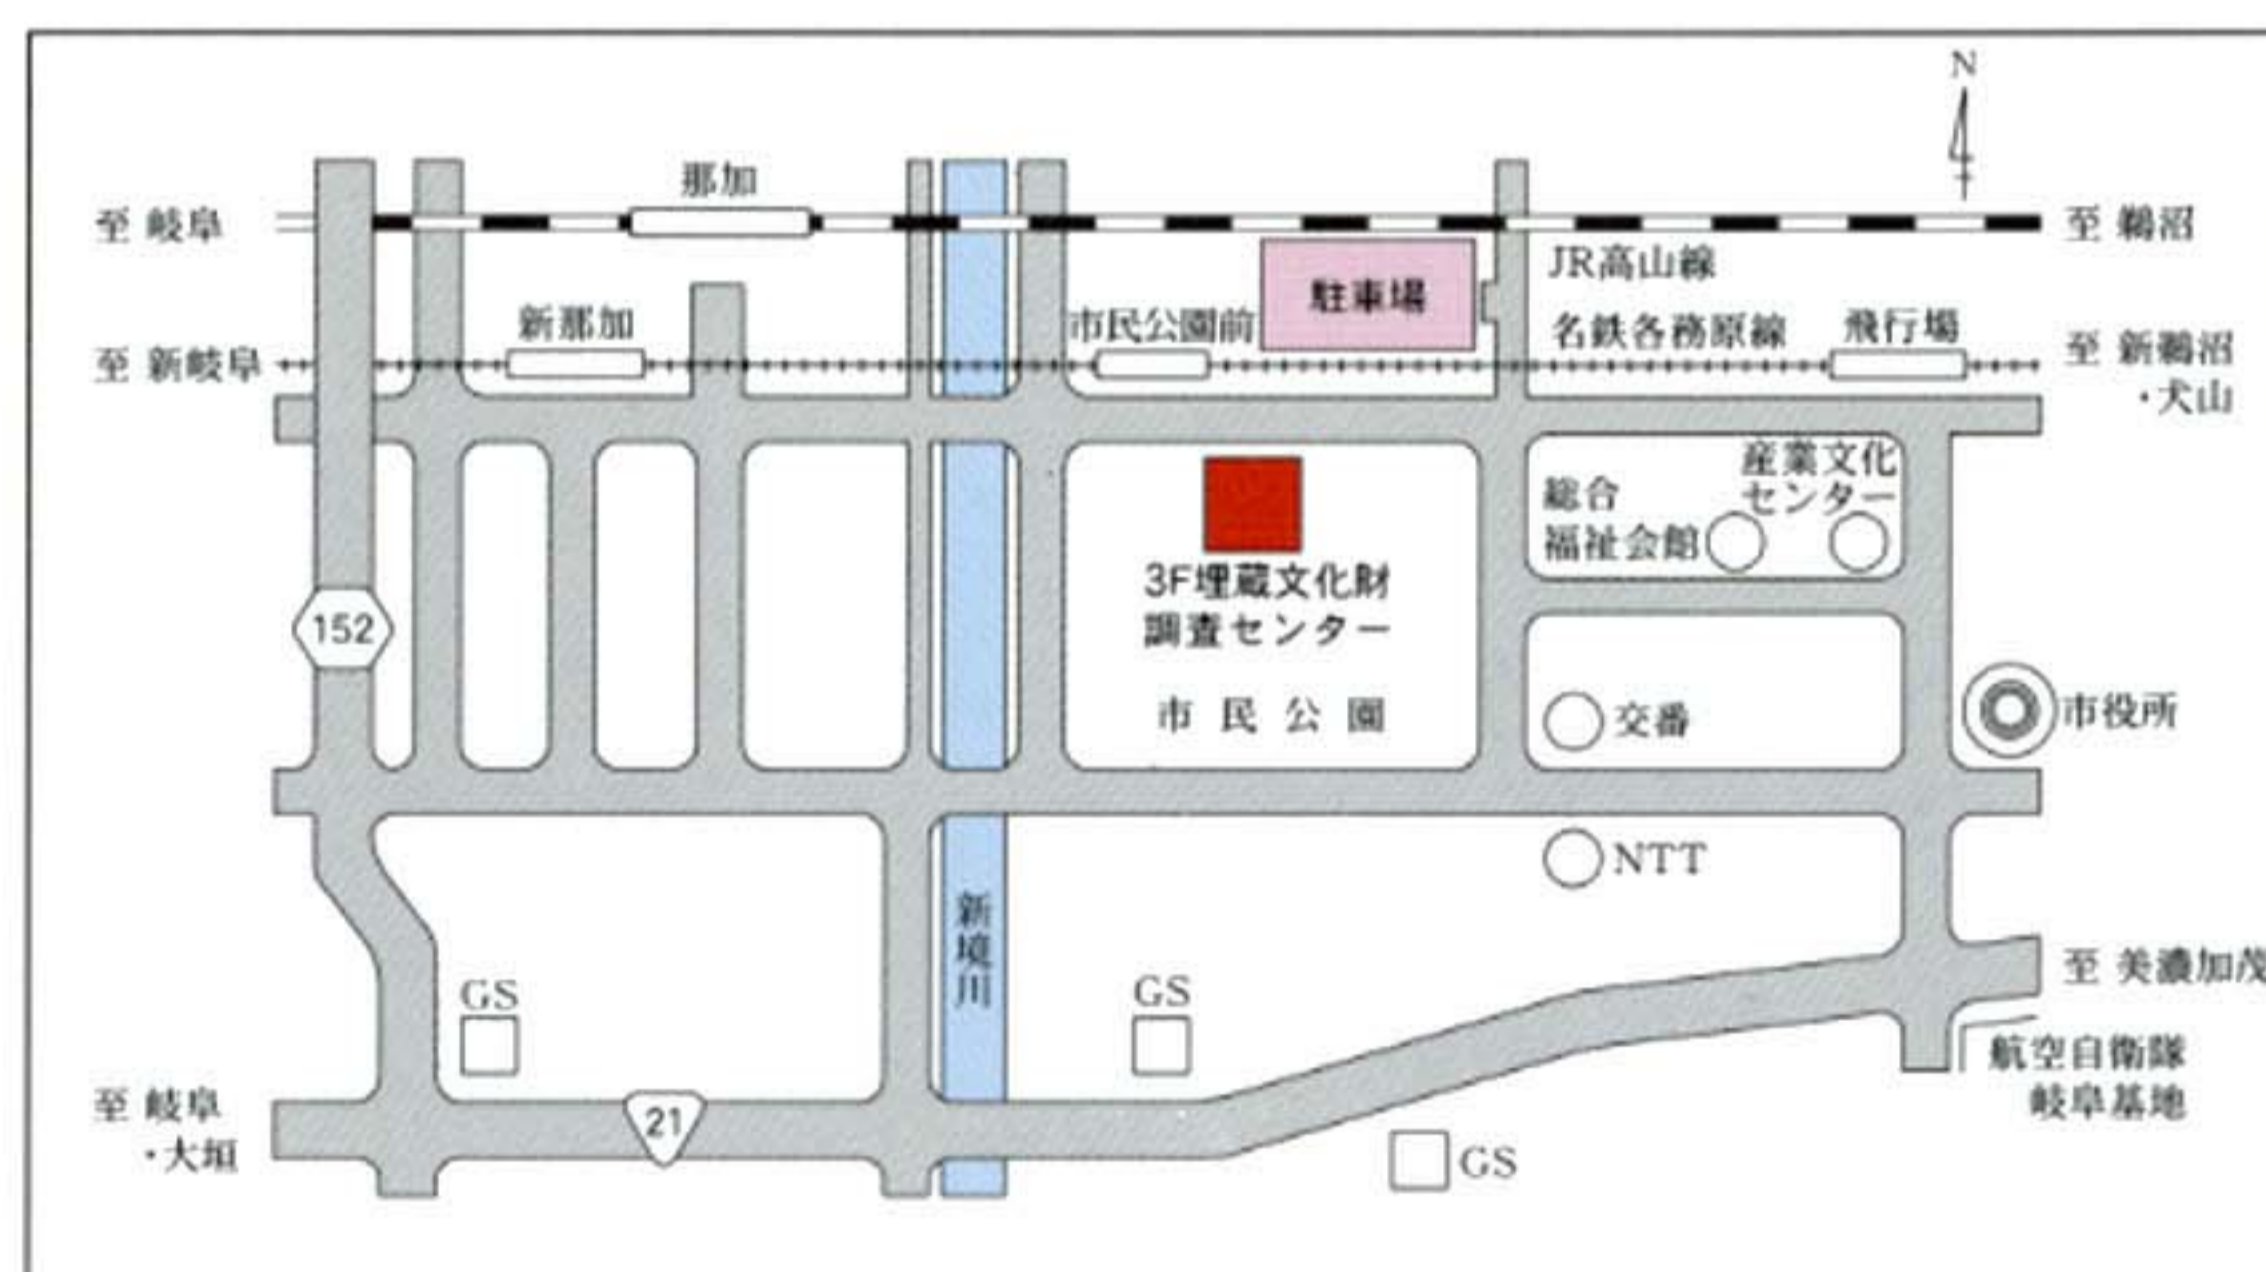 N
那加
至 岐阜
至 鵜沼
JR高山線
駐車場
新那加
市民公園前
名鉄各務原線
飛行場
至 新岐阜
至 新鵜沼
・犬山
産業文化
センター
総合
福祉会館
3F埋蔵文化財
調査センター
152
市民公園
交番
市役所
NTT
新境川
GS
GS
至 美濃加茂
航空自衛隊
岐阜基地
至 岐阜
・大垣
21
GS